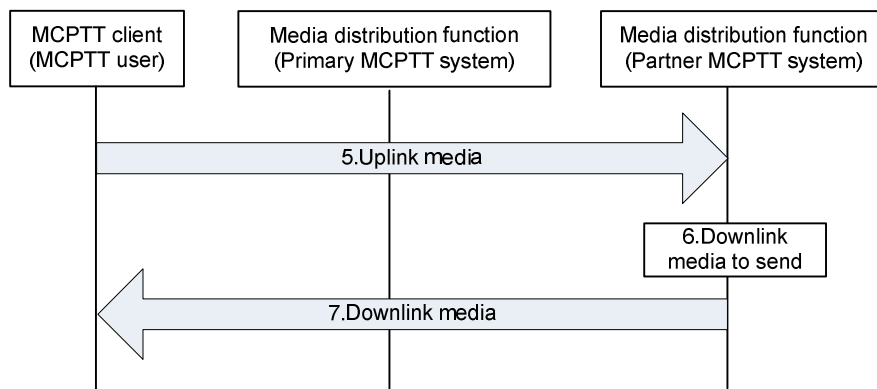 MCPTT client
(MCPTT user)
Media distribution function
(Primary MCPTT system)
Media distribution function
(Partner MCPTT system)
5.Uplink media
6.Downlink
media to send
7.Downlink media